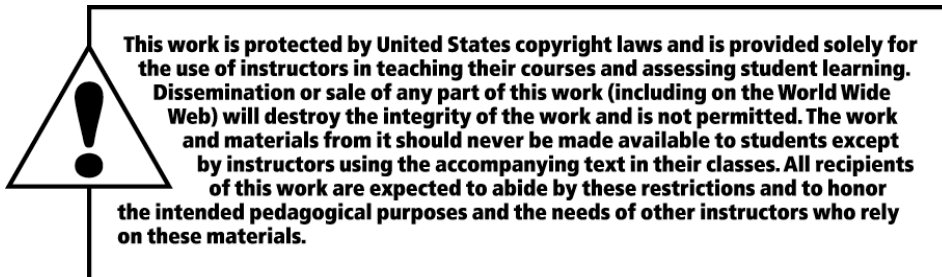 This work is protected by United States copyright laws and is provided solely for
the use of instructors in teaching their courses and assessing student learning.
Dissemination or sale of any part of this work (including on the World Wide
Web) will destroy the integrity of the work and is not permitted. The work
and materials from it should never be made available to students except
by instructors using the accompanying text in their classes. All recipients
of this work are expected to abide by these restrictions and to honor
the intended pedagogical purposes and the needs of other instructors who rely
on these materials.